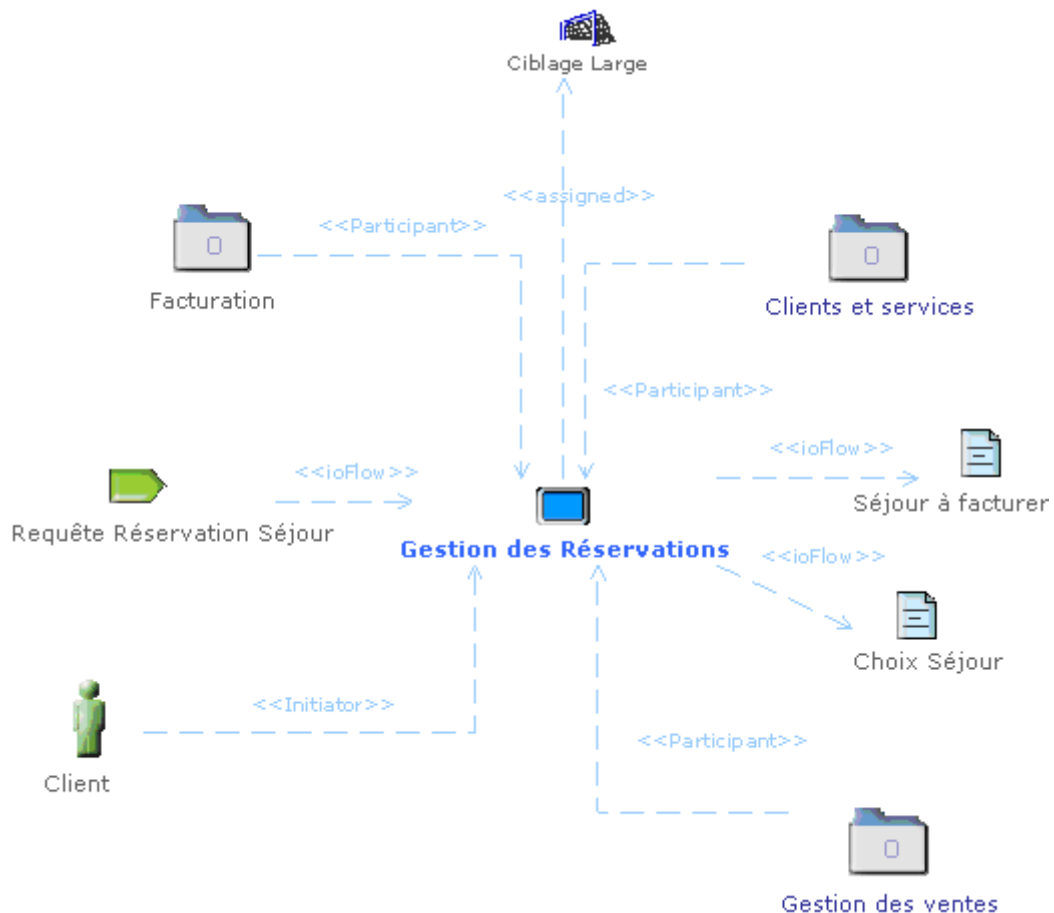 Ciblage Large
<<assigned>>
<<Participant>>
Facturation
Clients et services
<<Participant>>
<<ioFlow>>
<<ioFlow>>
Requête Réservation Séjour
Séjour à facturer
Gestion des Réservations
<<ioFlow>>
Choix Séjour
<<Initiator>>
Client
<<Participant>>
Gestion des ventes